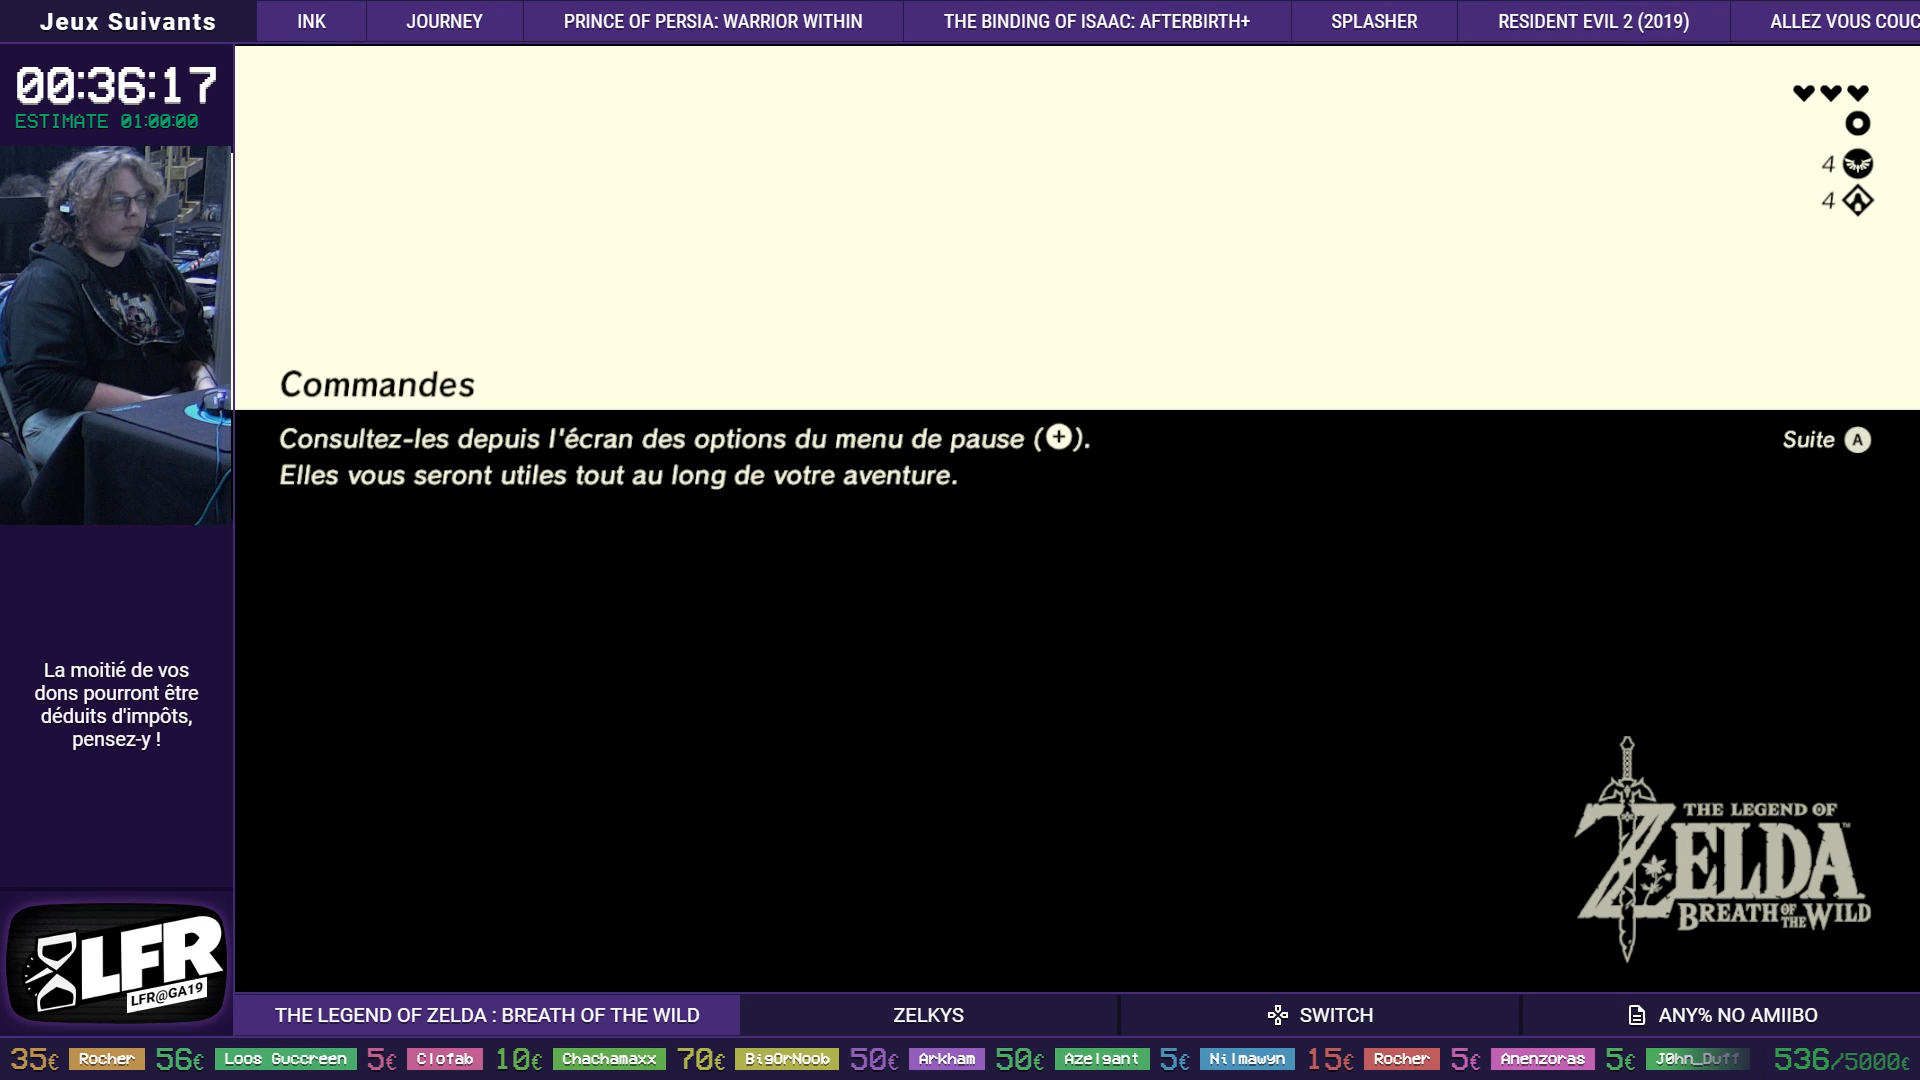 Jeux Suivants
INK
JOURNEY
PRINCE OF PERSIA: WARRIOR WITHIN
THE BINDING OF ISAAC: AFTERBIRTH+
SPLASHER
RESIDENT EVIL 2 (2019)
ALLEZ VOUS COUC
00:36:17
ESTIMATE 01:00:00
4
4
Commandes
Consultez-les depuis l'écran des options du menu de pause (+).
Elles vous seront utiles tout au long de votre aventure.
Suite A
La moitié de vos
dons pourront être
déduits d'impôts,
pensez-y !
THE LEGEND OF
ZELDA
BREATH OF THE WILD
LFR
LFR@GA19
THE LEGEND OF ZELDA : BREATH OF THE WILD
ZELKYS
SWITCH
ANY% NO AMIIBO
35€ Rocher 56€ Loos Guccreen 5€ Clofab 10€ Chachamaxx 70€ BigOrNoob 50€ Arkham 50€ Azelgant 5€ Nilmawyn 15€ Rocher 5€ Anenzoras 5€ J0hn_Duff 536/5000€